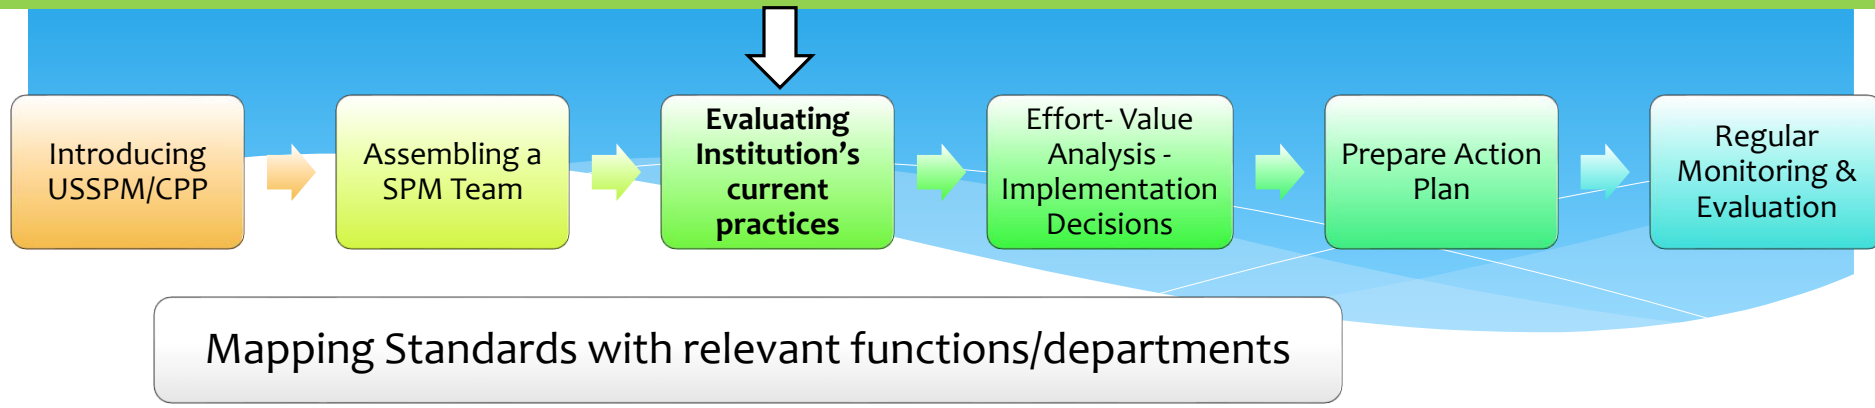 Introducing
USSPM/CPP
Assembling a
SPM Team
Evaluating
Institution’s
current
practices
Effort- Value
Analysis -
Implementation
Decisions
Prepare Action
Plan
Regular
Monitoring &
Evaluation
Mapping Standards with relevant functions/departments